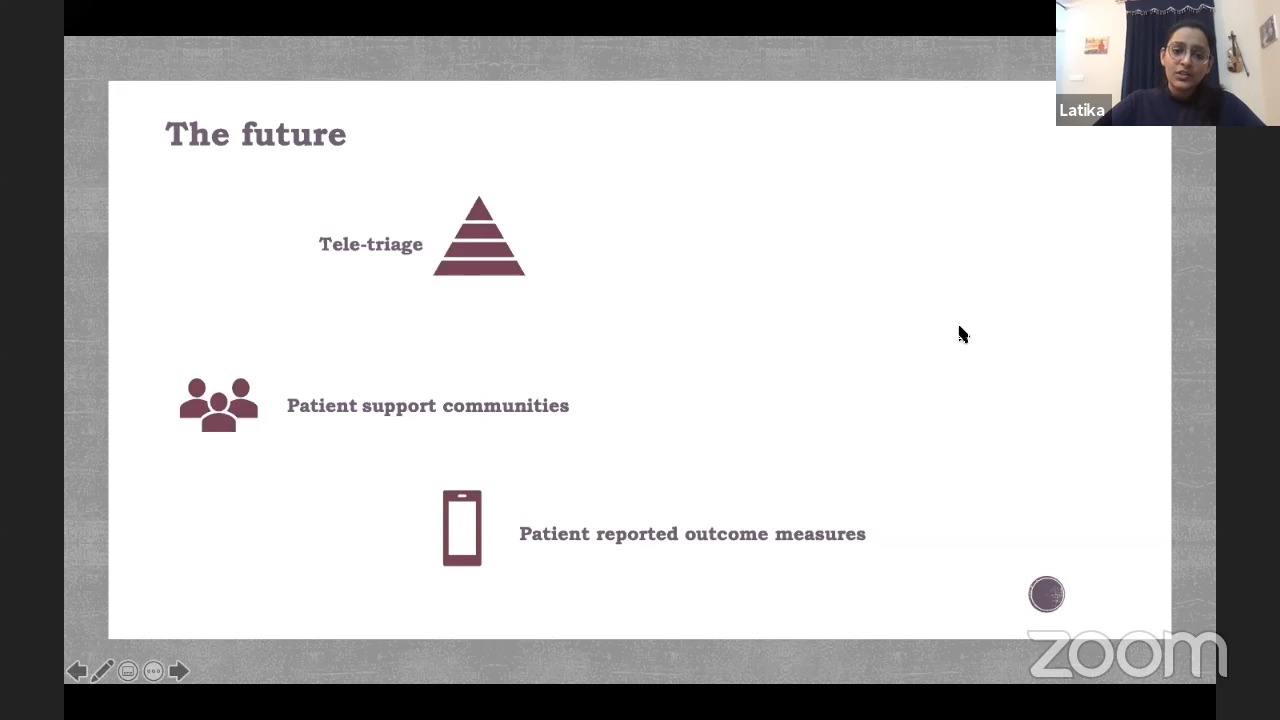 The future
Latika
Tele-triage
Patient support communities
Patient reported outcome measures
zoom